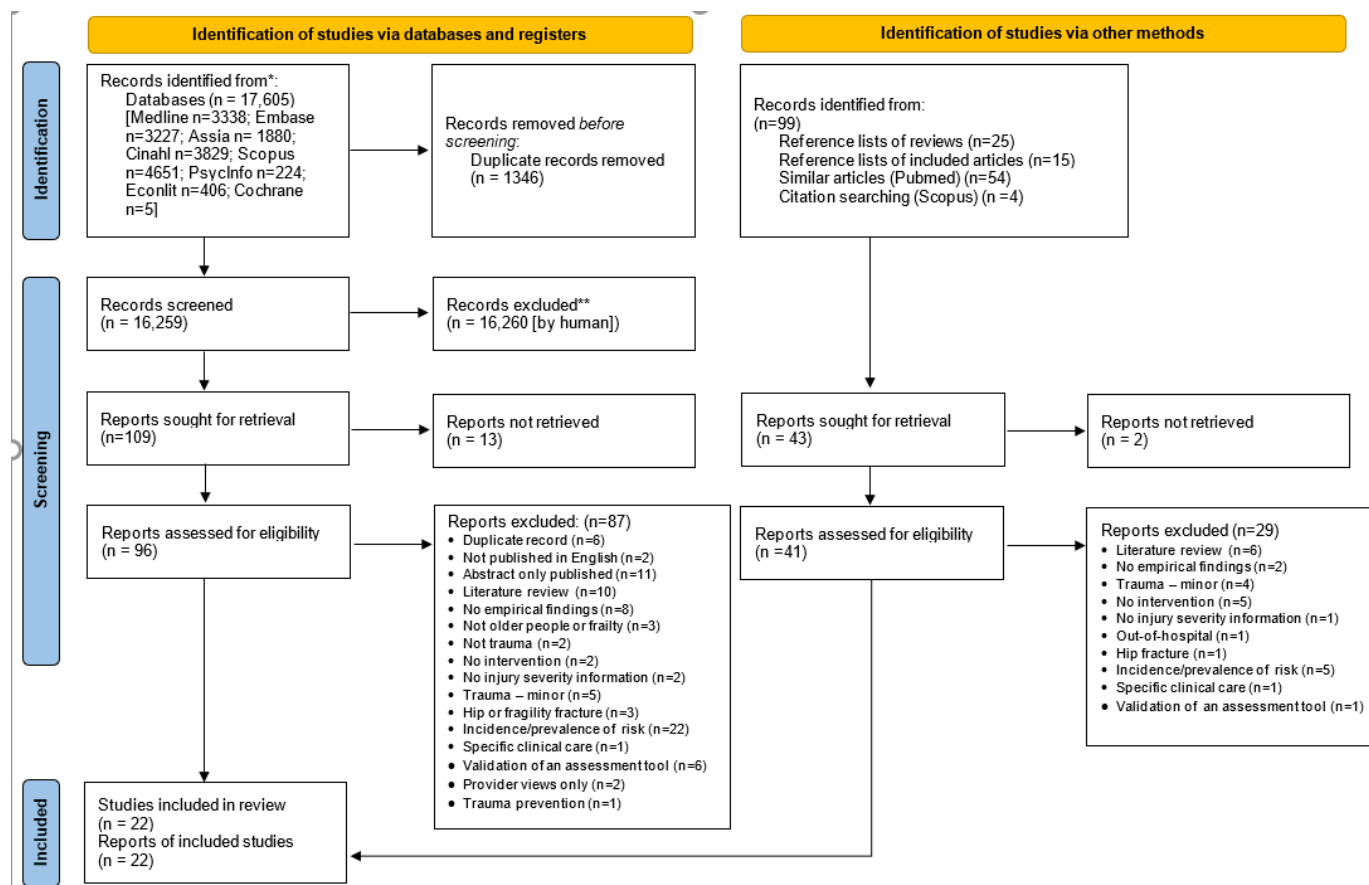 Identification of studies via databases and registers
Identification of studies via other methods
Identification
Records identified from*:
Databases (n = 17,605)
[Medline n=3338; Embase
n=3227; Assia n= 1880;
Cinahl n=3829; Scopus
n=4651; PsycInfo n=224;
Econlit n=406; Cochrane
n=5]
Records removed before
screening:
Duplicate records removed
(n = 1346)
Records identified from:
(n=99)
Reference lists of reviews (n=25)
Reference lists of included articles (n=15)
Similar articles (Pubmed) (n=54)
Citation searching (Scopus) (n =4)
Screening
Records screened
(n = 16,259)
Records excluded**
(n = 16,260 [by human])
Reports sought for retrieval
(n=109)
Reports not retrieved
(n = 13)
Reports sought for retrieval
(n = 43)
Reports not retrieved
(n = 2)
Reports assessed for eligibility
(n = 96)
Reports excluded: (n=87)
• Duplicate record (n=6)
• Not published in English (n=2)
• Abstract only published (n=11)
• Literature review (n=10)
• No empirical findings (n=8)
• Not older people or frailty (n=3)
• Not trauma (n=2)
• No intervention (n=2)
• No injury severity information (n=2)
• Trauma – minor (n=5)
• Hip or fragility fracture (n=3)
• Incidence/prevalence of risk (n=22)
• Specific clinical care (n=1)
• Validation of an assessment tool (n=6)
• Provider views only (n=2)
• Trauma prevention (n=1)
Reports assessed for eligibility
(n =41)
Reports excluded (n=29)
• Literature review (n=6)
• No empirical findings (n=2)
• Trauma – minor (n=4)
• No intervention (n=5)
• No injury severity information (n=1)
• Out-of-hospital (n=1)
• Hip fracture (n=1)
• Incidence/prevalence of risk (n=5)
• Specific clinical care (n=1)
• Validation of an assessment tool (n=1)
Included
Studies included in review
(n = 22)
Reports of included studies
(n = 22)